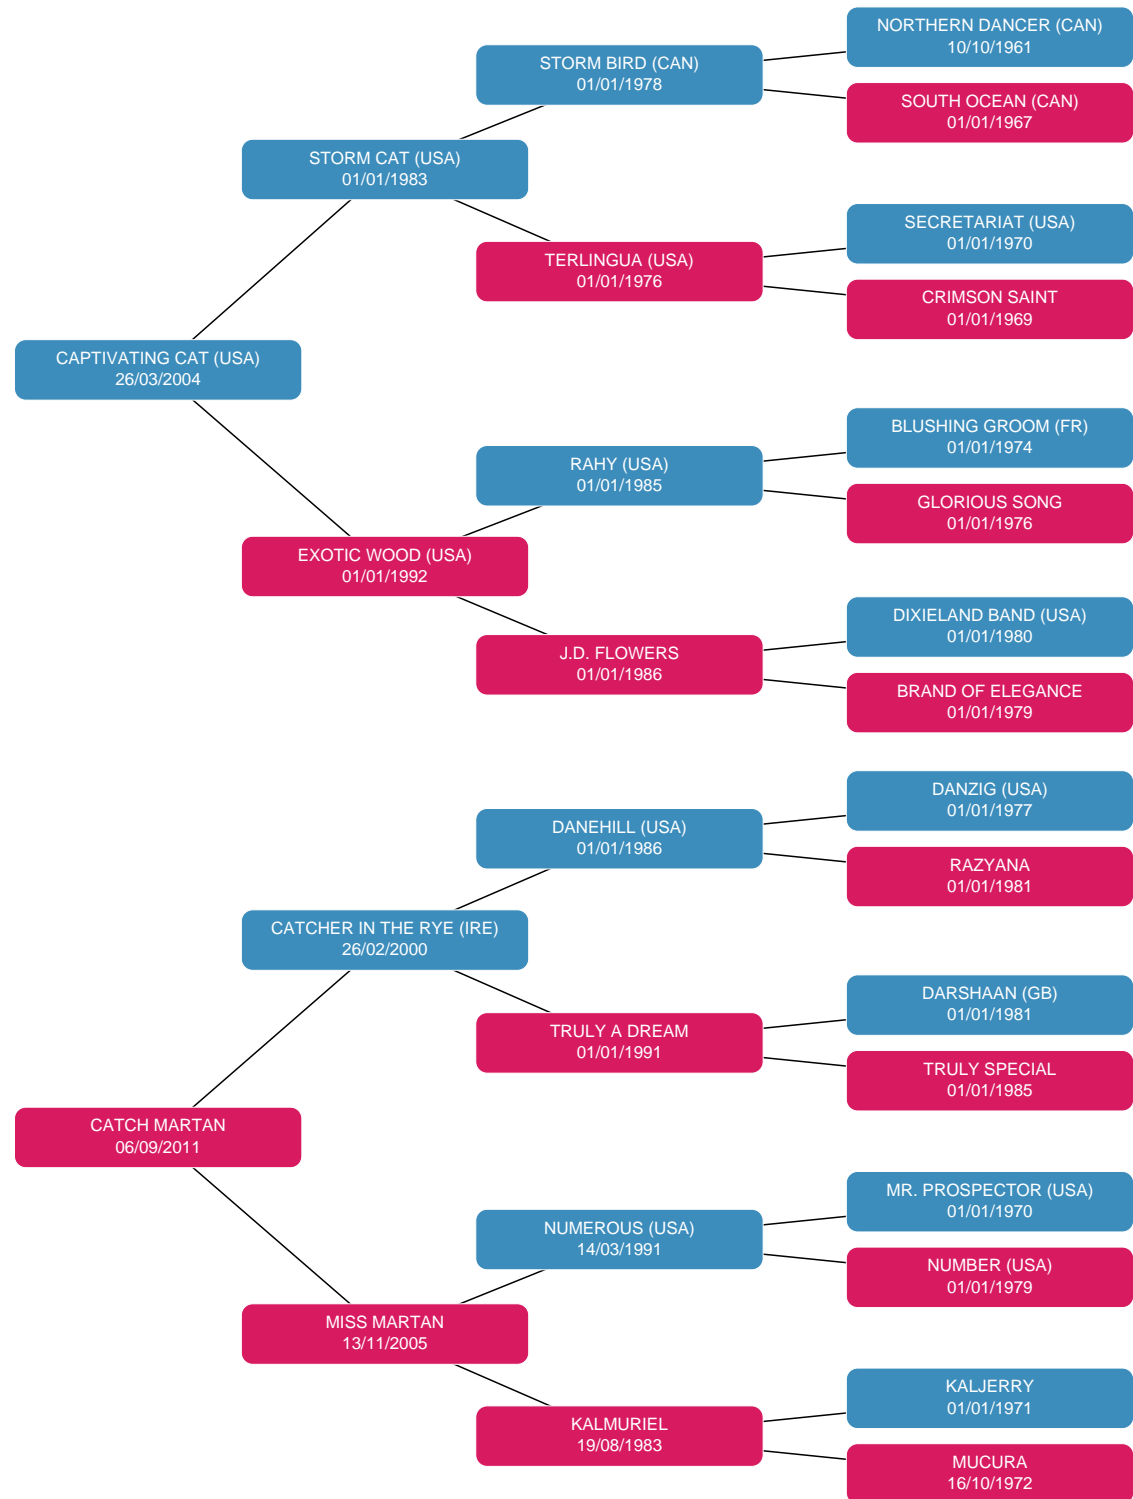 NORTHERN DANCER (CAN)
10/10/1961
STORM BIRD (CAN)
01/01/1978
SOUTH OCEAN (CAN)
01/01/1967
STORM CAT (USA)
01/01/1983
SECRETARIAT (USA)
01/01/1970
TERLINGUA (USA)
01/01/1976
CRIMSON SAINT
01/01/1969
CAPTIVATING CAT (USA)
26/03/2004
BLUSHING GROOM (FR)
01/01/1974
RAHY (USA)
01/01/1985
GLORIOUS SONG
01/01/1976
EXOTIC WOOD (USA)
01/01/1992
DIXIELAND BAND (USA)
01/01/1980
J.D. FLOWERS
01/01/1986
BRAND OF ELEGANCE
01/01/1979
DANZIG (USA)
01/01/1977
DANEHILL (USA)
01/01/1986
RAZYANA
01/01/1981
CATCHER IN THE RYE (IRE)
26/02/2000
DARSHAAN (GB)
01/01/1981
TRULY A DREAM
01/01/1991
TRULY SPECIAL
01/01/1985
CATCH MARTAN
06/09/2011
MR. PROSPECTOR (USA)
01/01/1970
NUMEROUS (USA)
14/03/1991
NUMBER (USA)
01/01/1979
MISS MARTAN
13/11/2005
KALJERRY
01/01/1971
KALMURIEL
19/08/1983
MUCURA
16/10/1972